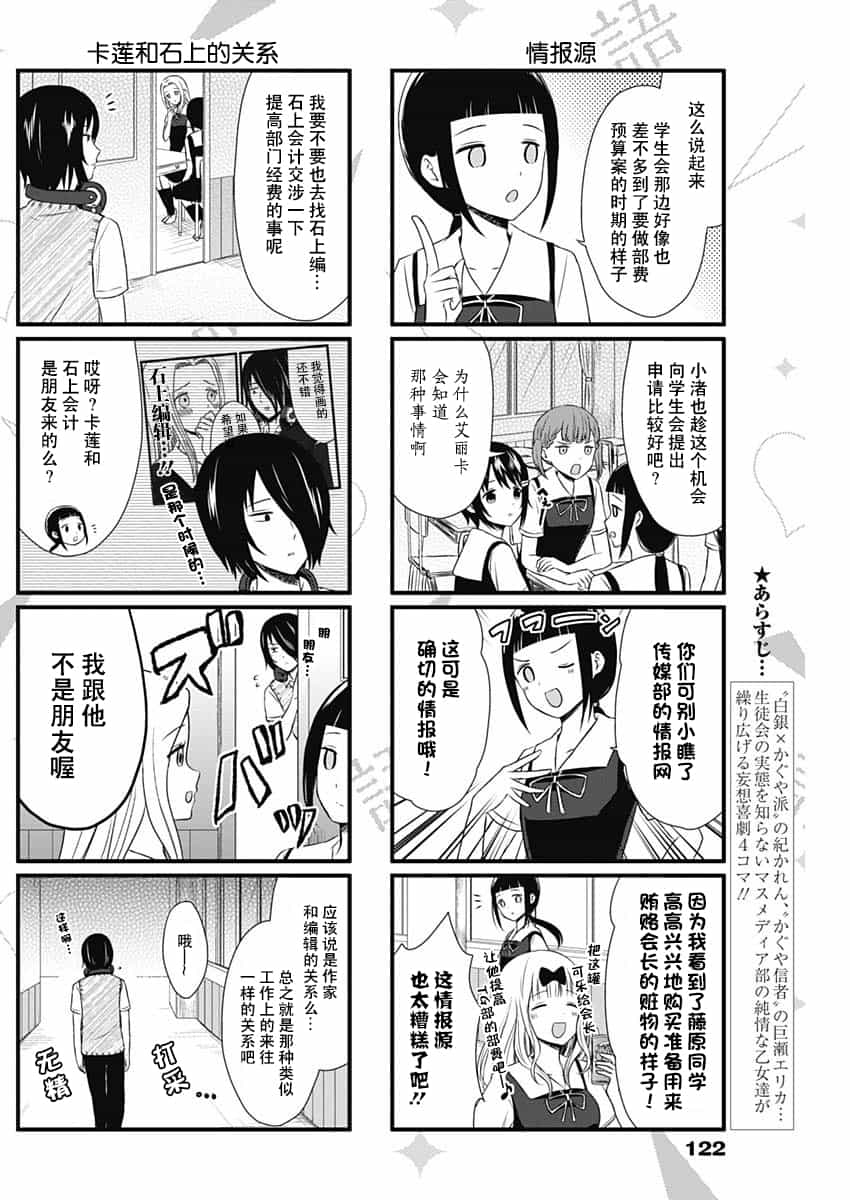 情报源
这么说起来
学生会那边好像也
差不多到了要做部费
预算案的时期的样子
小渚也趁这个机会
向学生会提出
申请比较好吧？
为什么艾丽卡
会知道
那种事情啊
フフーン
你们可别小瞧了
传媒部的情报网
这可是
确切的情报哦！
因为我看到了藤原同学
高高兴兴地购买准备用来
贿赂会长的赃物的样子！
把这罐
可乐给会长
让他提高
TG部的部费
这情报源
也太糟糕了吧!!
卡莲和石上的关系
我要不要也去找石上编…
石上会计交涉一下
提高部门经费的事呢
我觉得画的
还不错
石上编辑…!!
如果
希望
是那个时候的…
哎呀？卡莲和
石上会计
是朋友来的么？
朋
朋友…
ズズッ
我跟他
不是朋友喔
应该说是作家
和编辑的关系么…
总之就是那种类似
工作上的来往
一样的关系吧
哦—
这样啊…
无精
打采
…
★あらすじ…
〝白銀×かぐや派〟の紀かれん、〝かぐや信者〟の巨瀬エリカ…
生徒会の実態を知らないマスメディア部の純情な乙女達が
繰り広げる妄想喜劇4コマ!!
122
語
語